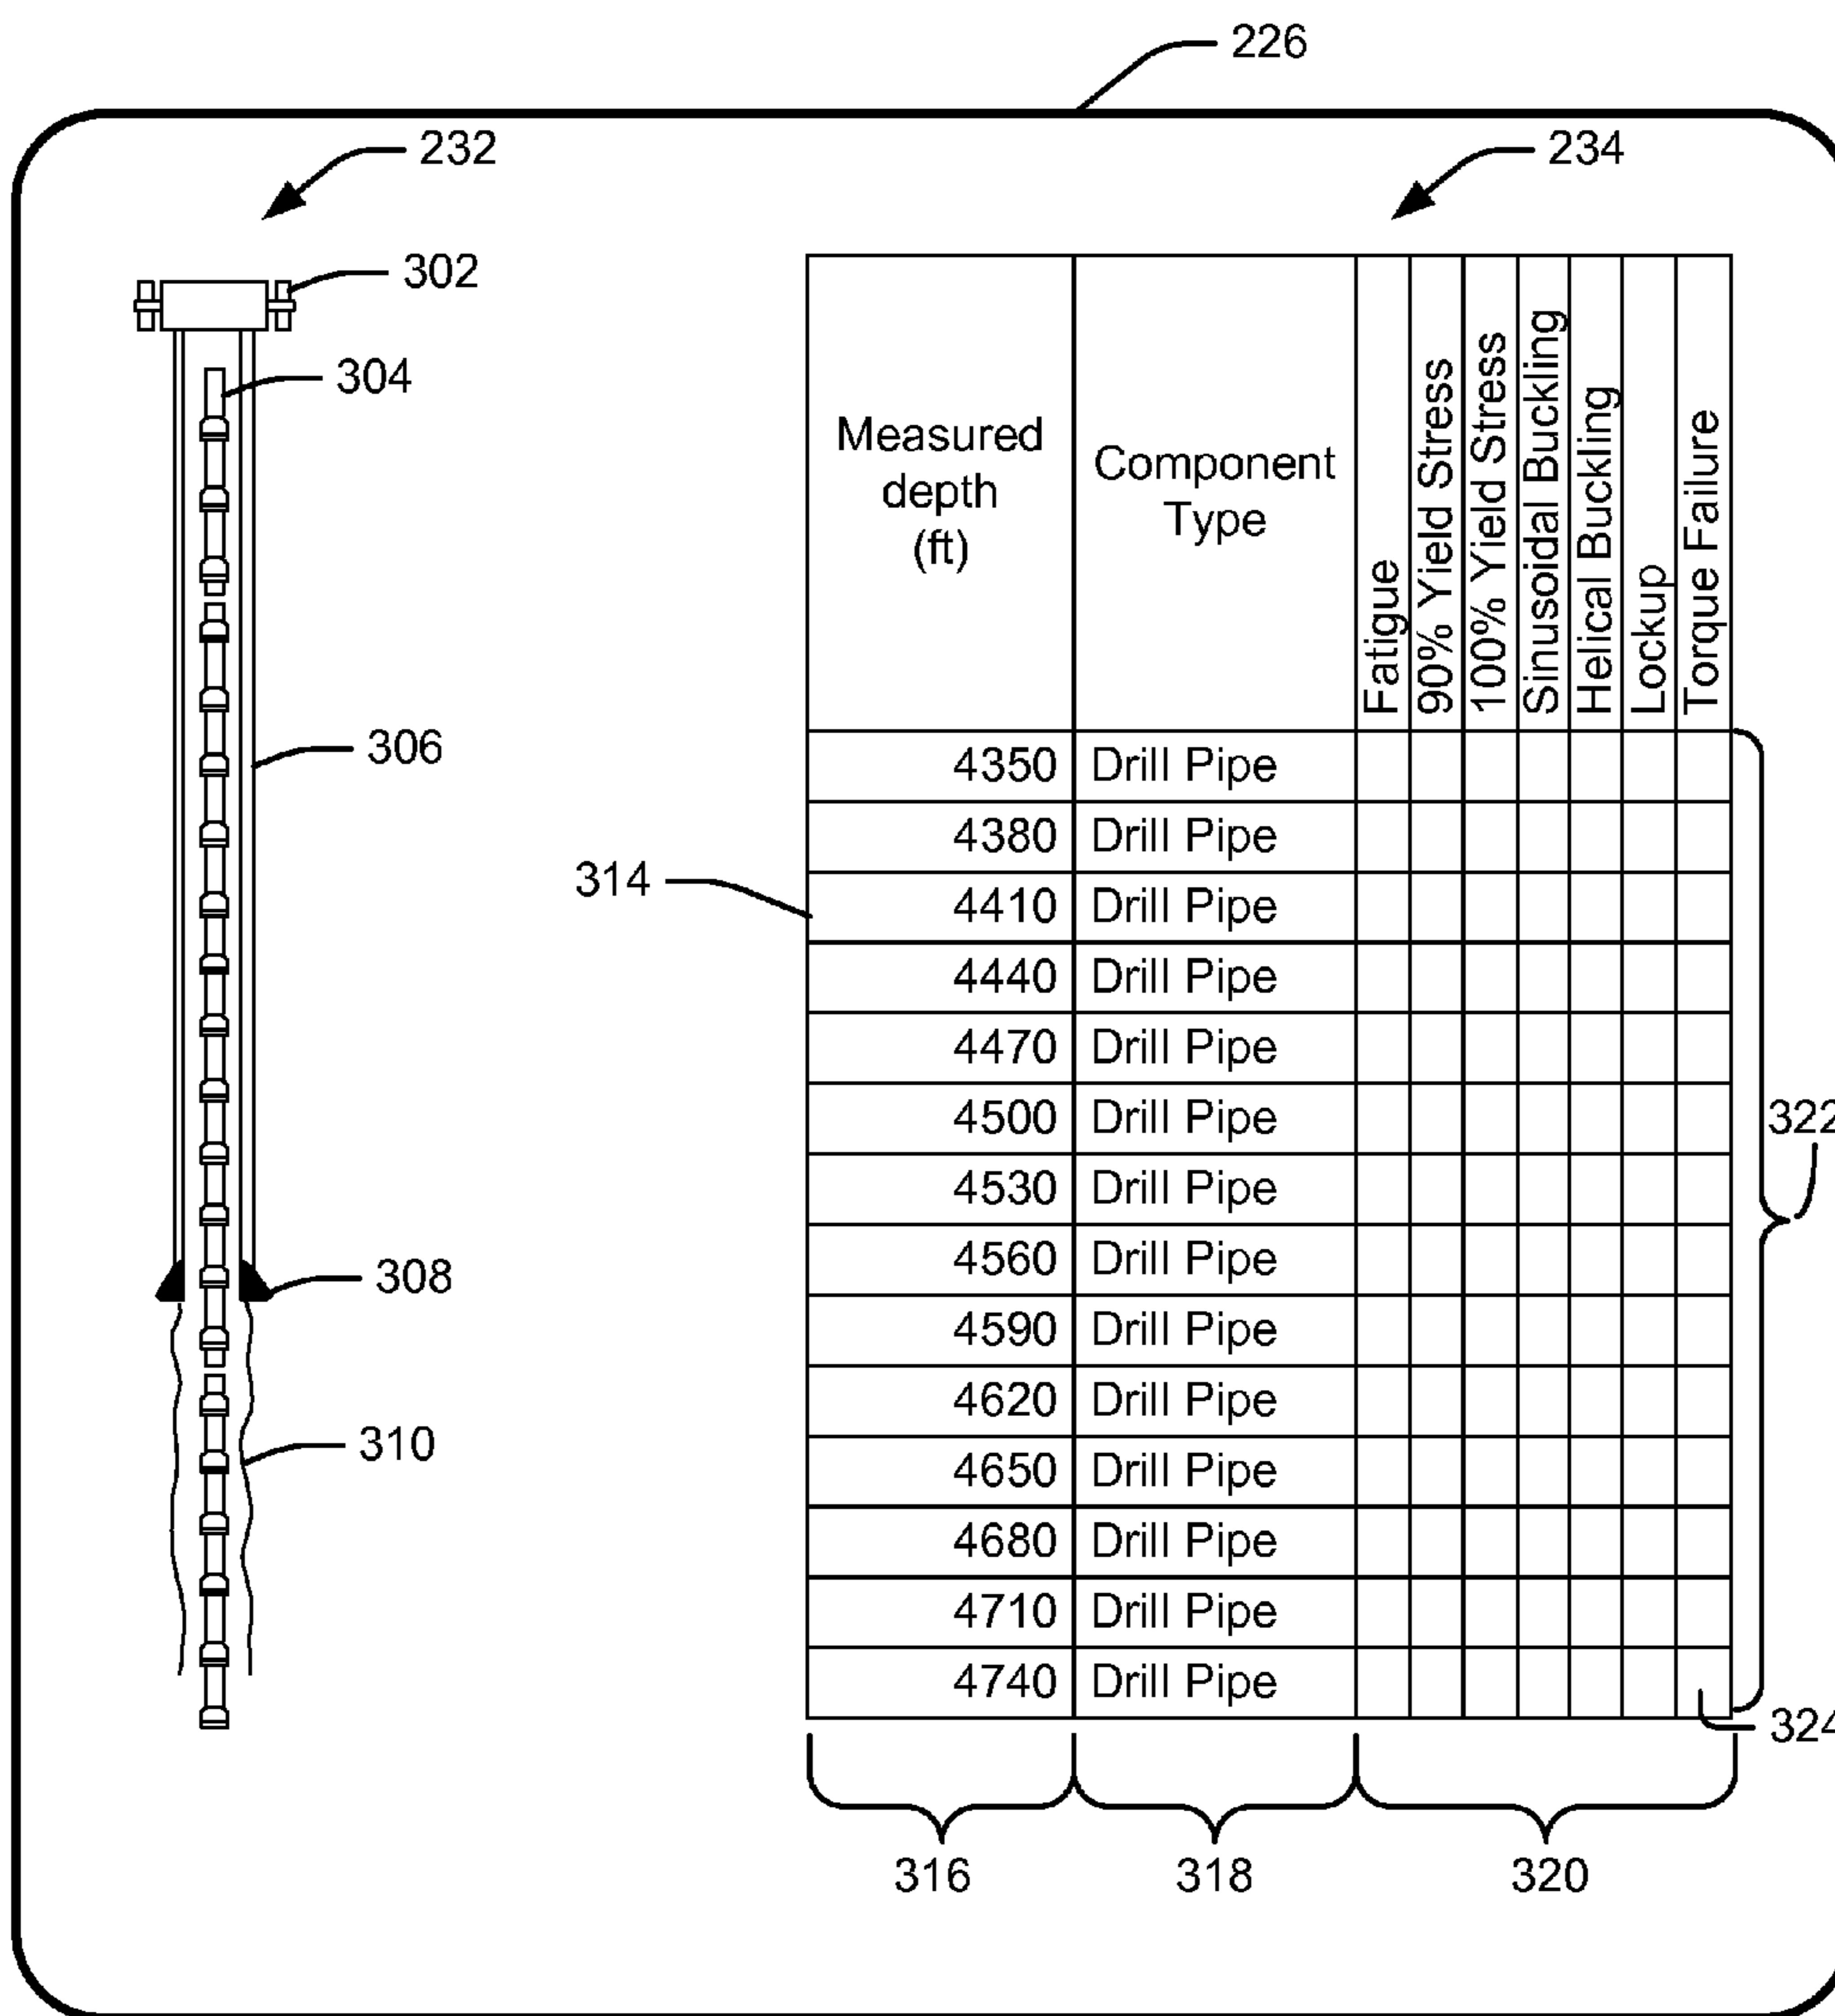 226
232
234
302
304
306
308
310
314
Measured
depth
(ft)
Component
Type
Fatigue
90% Yield Stress
100% Yield Stress
Sinusoidal Buckling
Helical Buckling
Lockup
Torque Failure
4350 Drill Pipe
4380 Drill Pipe
4410 Drill Pipe
4440 Drill Pipe
4470 Drill Pipe
4500 Drill Pipe
4530 Drill Pipe
4560 Drill Pipe
4590 Drill Pipe
4620 Drill Pipe
4650 Drill Pipe
4680 Drill Pipe
4710 Drill Pipe
4740 Drill Pipe
322
324
316
318
320